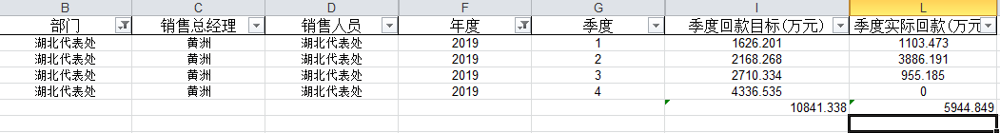 B C D F G I L
部门 销售总经理 销售人员 年度 季度 季度回款目标(万元) 季度实际回款(万元
湖北代表处 黄洲 湖北代表处 2019 1 1626.201 1103.473
湖北代表处 黄洲 湖北代表处 2019 2 2168.268 3886.191
湖北代表处 黄洲 湖北代表处 2019 3 2710.334 955.185
湖北代表处 黄洲 湖北代表处 2019 4 4336.535 0
10841.338 5944.849